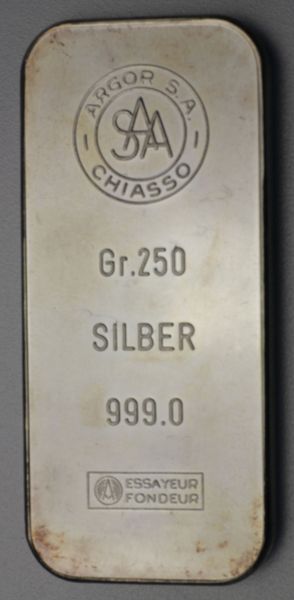 ARGOR S.A.
SAA
CHIASSO
Gr.250
SILBER
999.0
ESSAYEUR
FONDEUR